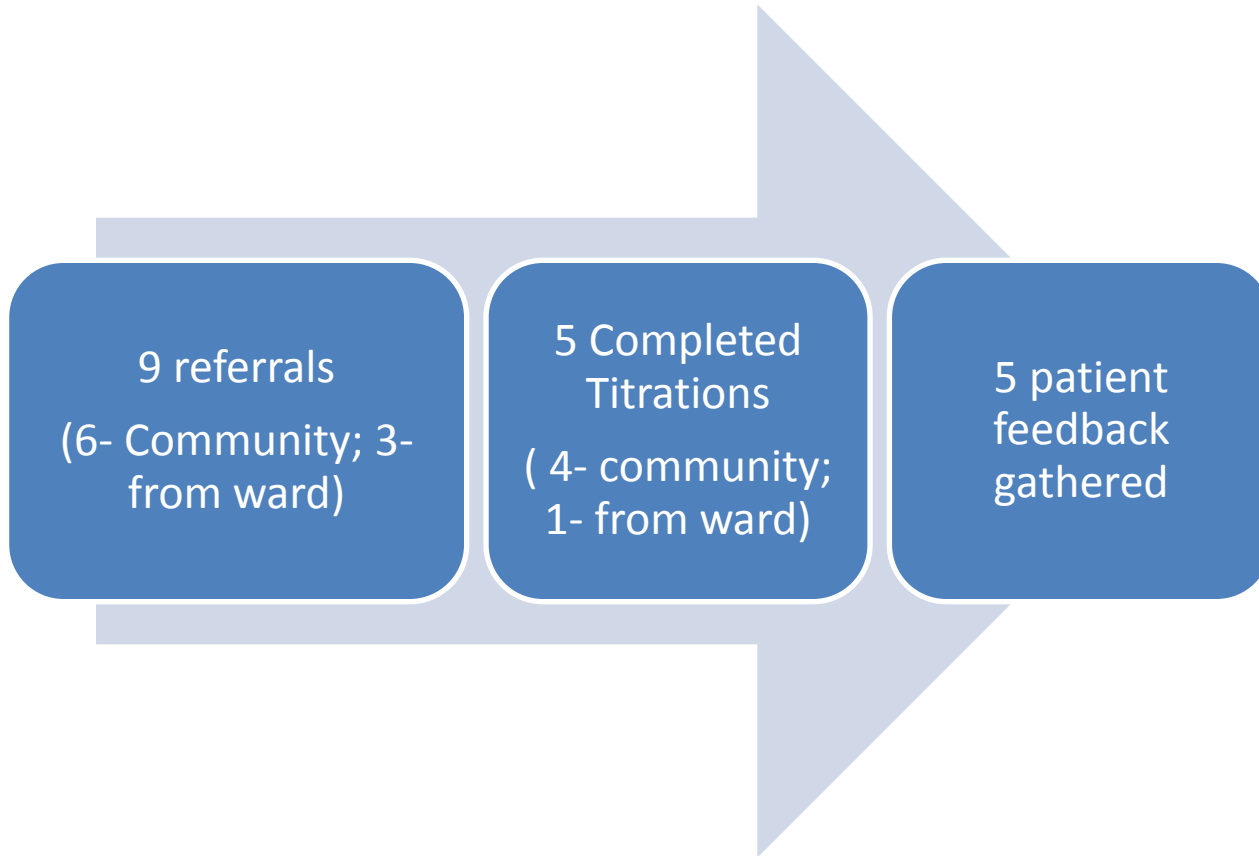 9 referrals
(6- Community; 3-
from ward)
5 Completed
Titrations
( 4- community;
1- from ward)
5 patient
feedback
gathered